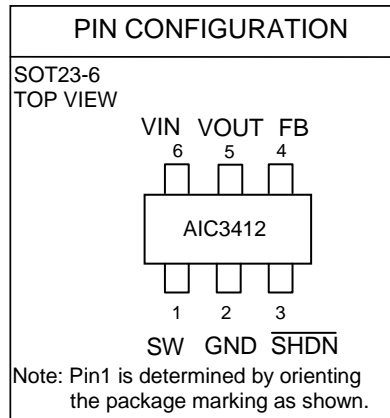 PIN CONFIGURATION
SOT23-6
TOP VIEW
VIN VOUT FB
6 5 4
AIC3412
1 2 3
SW GND SHDN
Note: Pin1 is determined by orienting
the package marking as shown.